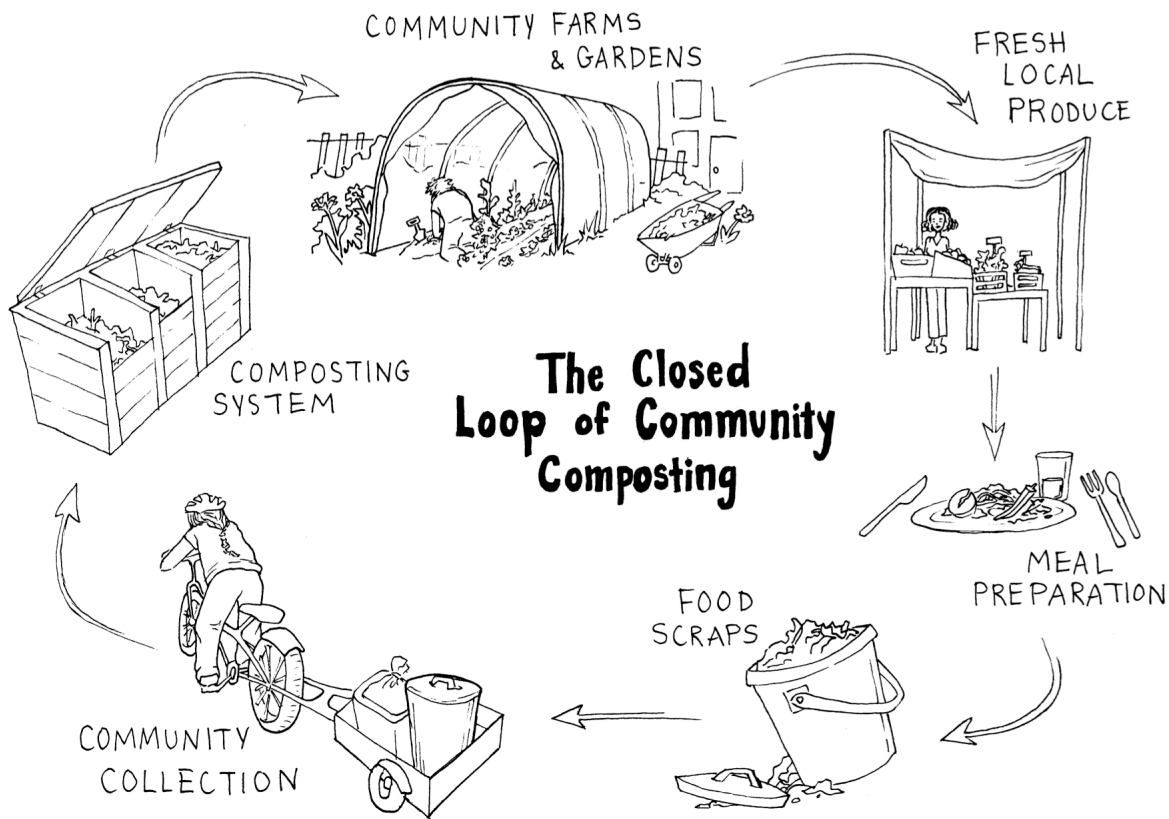 COMMUNITY FARMS
& GARDENS
FRESH
LOCAL
PRODUCE
COMPOSTING
SYSTEM
The Closed
Loop of Community
Composting
MEAL
PREPARATION
FOOD
SCRAPS
COMMUNITY
COLLECTION